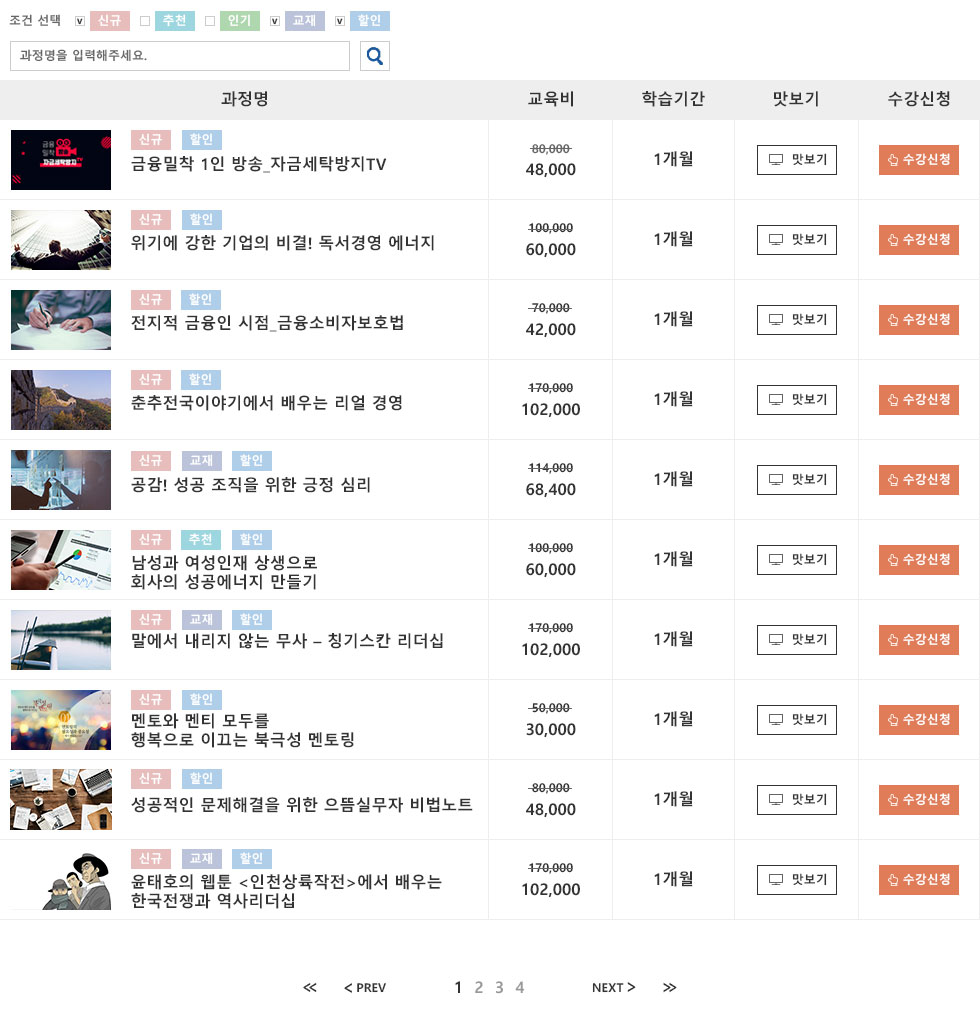 조건 선택 v 신규 추천 인기 v 교재 v 할인
과정명을 입력해주세요.
과정명 교육비 학습기간 맛보기 수강신청
금융
밀착
자금세탁방지TV
신규 할인
금융밀착 1인 방송_자금세탁방지TV
80,000
48,000
1개월
맛보기
수강신청
신규 할인
위기에 강한 기업의 비결! 독서경영 에너지
100,000
60,000
1개월
맛보기
수강신청
신규 할인
전지적 금융인 시점_금융소비자보호법
70,000
42,000
1개월
맛보기
수강신청
신규 할인
춘추전국이야기에서 배우는 리얼 경영
170,000
102,000
1개월
맛보기
수강신청
신규 교재 할인
공감! 성공 조직을 위한 긍정 심리
114,000
68,400
1개월
맛보기
수강신청
신규 추천 할인
남성과 여성인재 상생으로
회사의 성공에너지 만들기
100,000
60,000
1개월
맛보기
수강신청
신규 교재 할인
말에서 내리지 않는 무사 – 칭기스칸 리더십
170,000
102,000
1개월
맛보기
수강신청
신규 할인
멘토와 멘티 모두를
행복으로 이끄는 북극성 멘토링
50,000
30,000
1개월
맛보기
수강신청
신규 할인
성공적인 문제해결을 위한 으뜸실무자 비법노트
80,000
48,000
1개월
맛보기
수강신청
신규 교재 할인
윤태호의 웹툰 <인천상륙작전>에서 배우는
한국전쟁과 역사리더십
170,000
102,000
1개월
맛보기
수강신청
≪ < PREV 1 2 3 4 NEXT > ≫